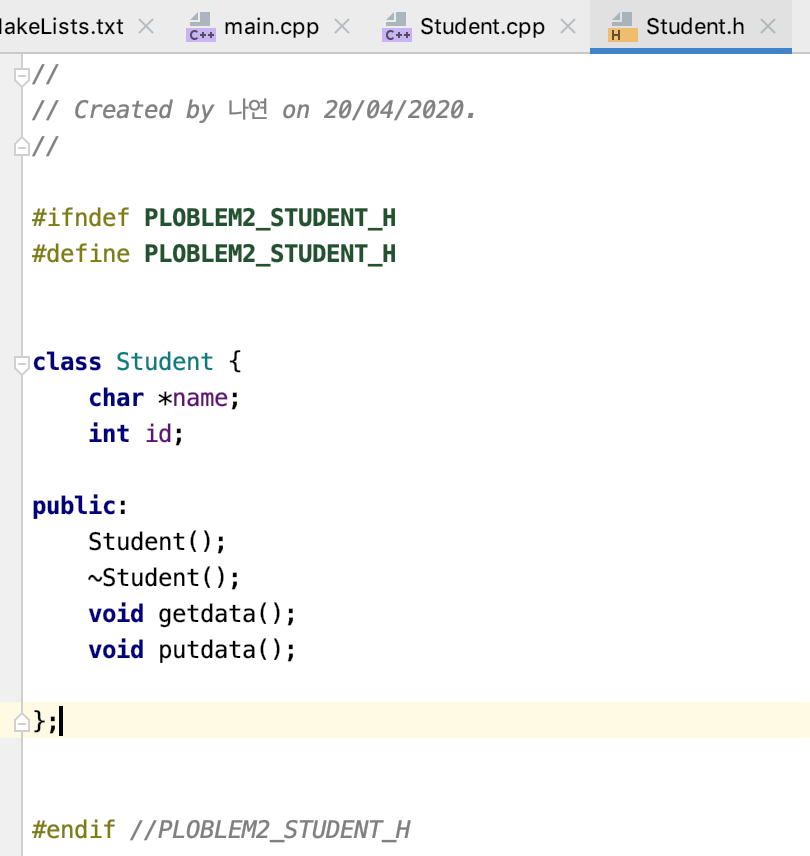 akeLists.txt
C++ main.cpp
C++ Student.cpp
H Student.h
//
// Created by 나연 on 20/04/2020.
//
#ifndef PLOBLEM2_STUDENT_H
#define PLOBLEM2_STUDENT_H
class Student {
char *name;
int id;
public:
Student();
~Student();
void getdata();
void putdata();
};
#endif //PLOBLEM2_STUDENT_H